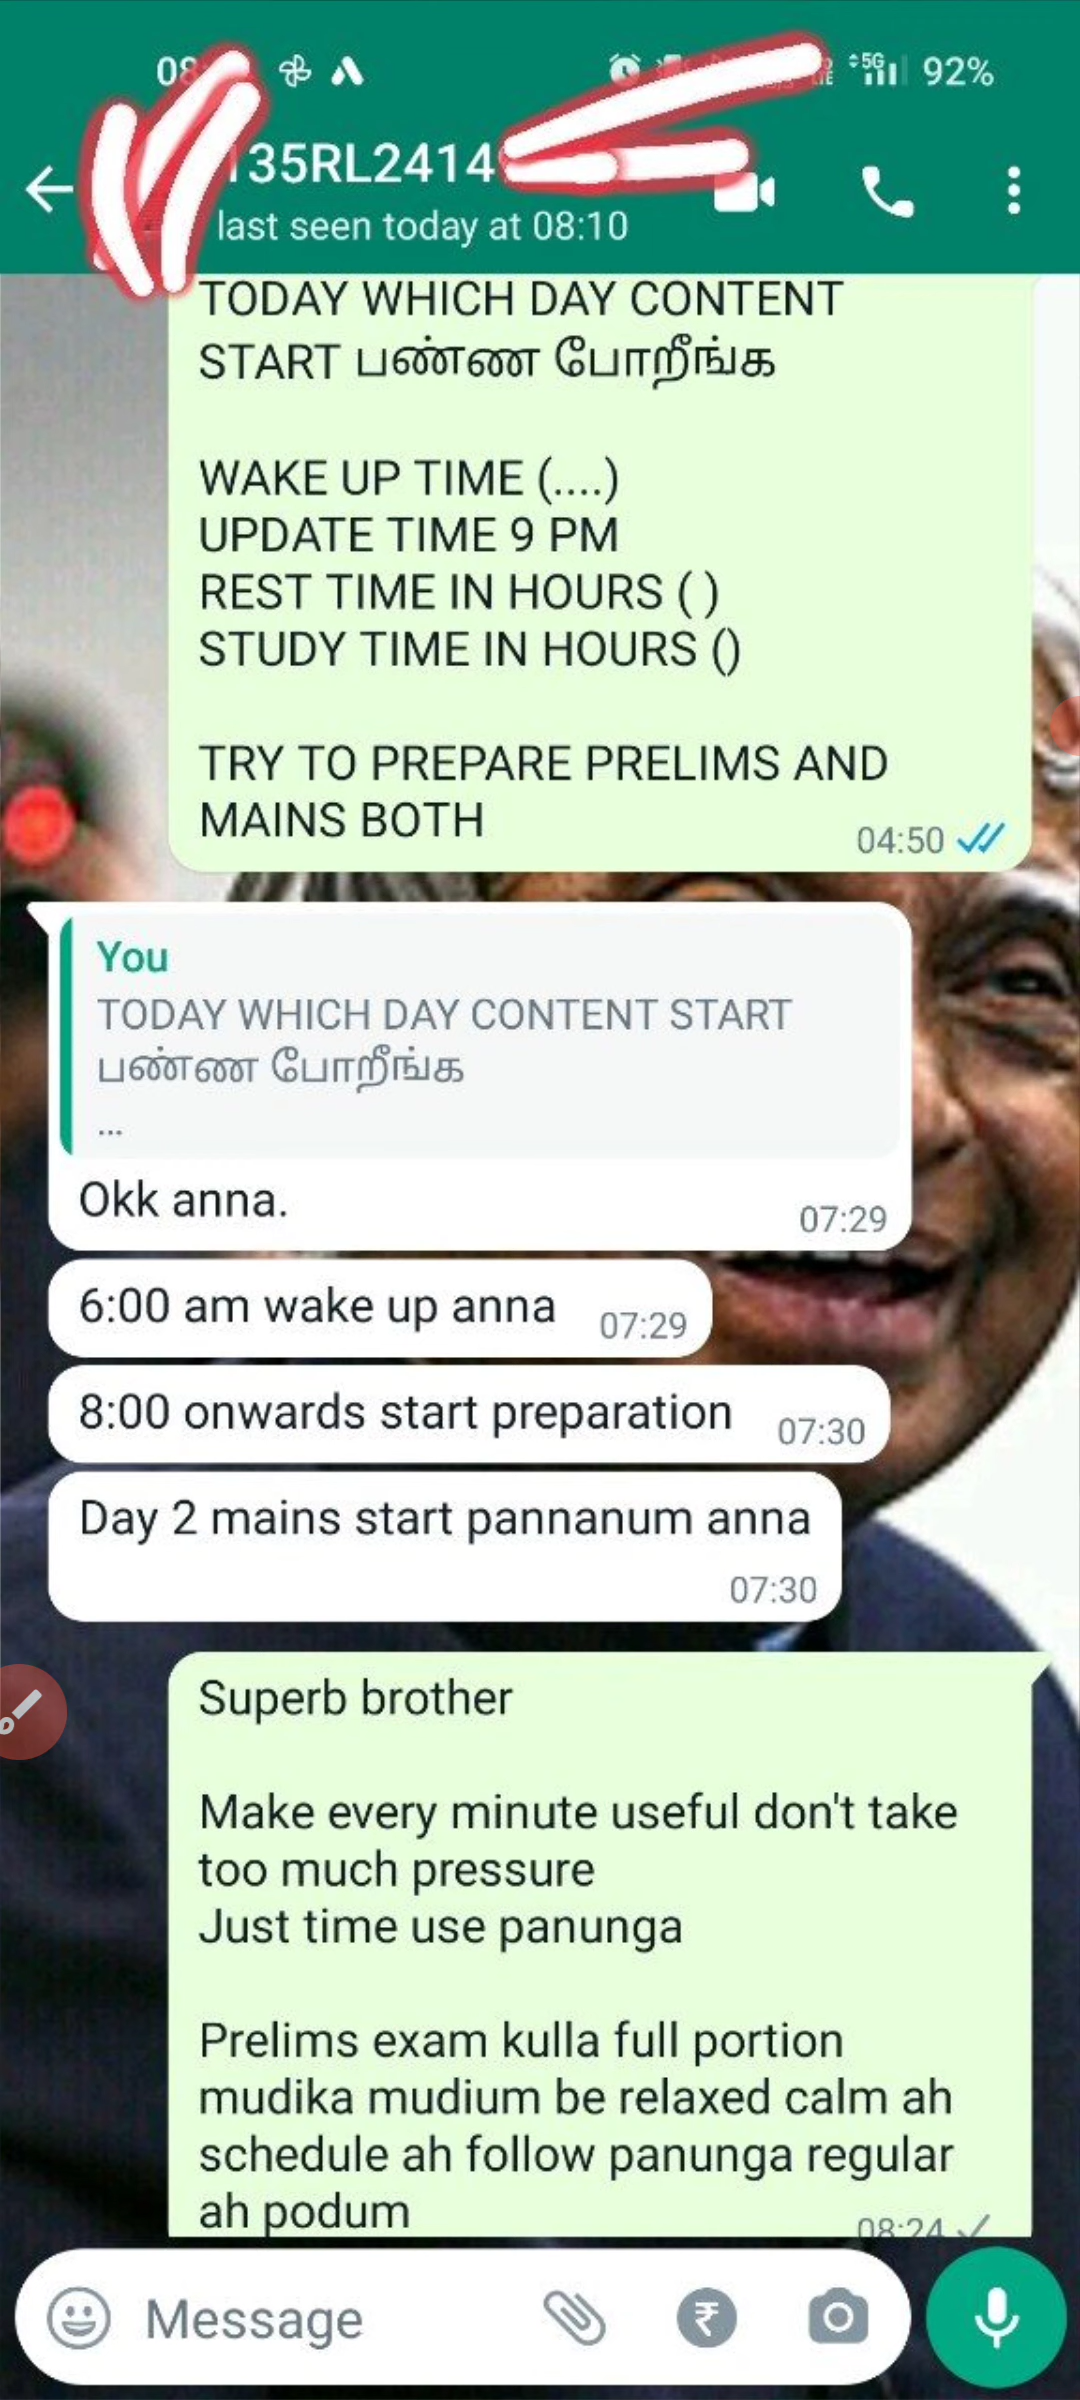 92%
35RL2414
last seen today at 08:10
TODAY WHICH DAY CONTENT
START பண்ண போறீங்க
WAKE UP TIME (....)
UPDATE TIME 9 PM
REST TIME IN HOURS ( )
STUDY TIME IN HOURS ()
TRY TO PREPARE PRELIMS AND
MAINS BOTH
04:50
You
TODAY WHICH DAY CONTENT START
பண்ண போறீங்க
...
Okk anna.
07:29
6:00 am wake up anna 07:29
8:00 onwards start preparation 07:30
Day 2 mains start pannanum anna
07:30
Superb brother
Make every minute useful don't take
too much pressure
Just time use panunga
Prelims exam kulla full portion
mudika mudium be relaxed calm ah
schedule ah follow panunga regular
ah podum
08:24
Message